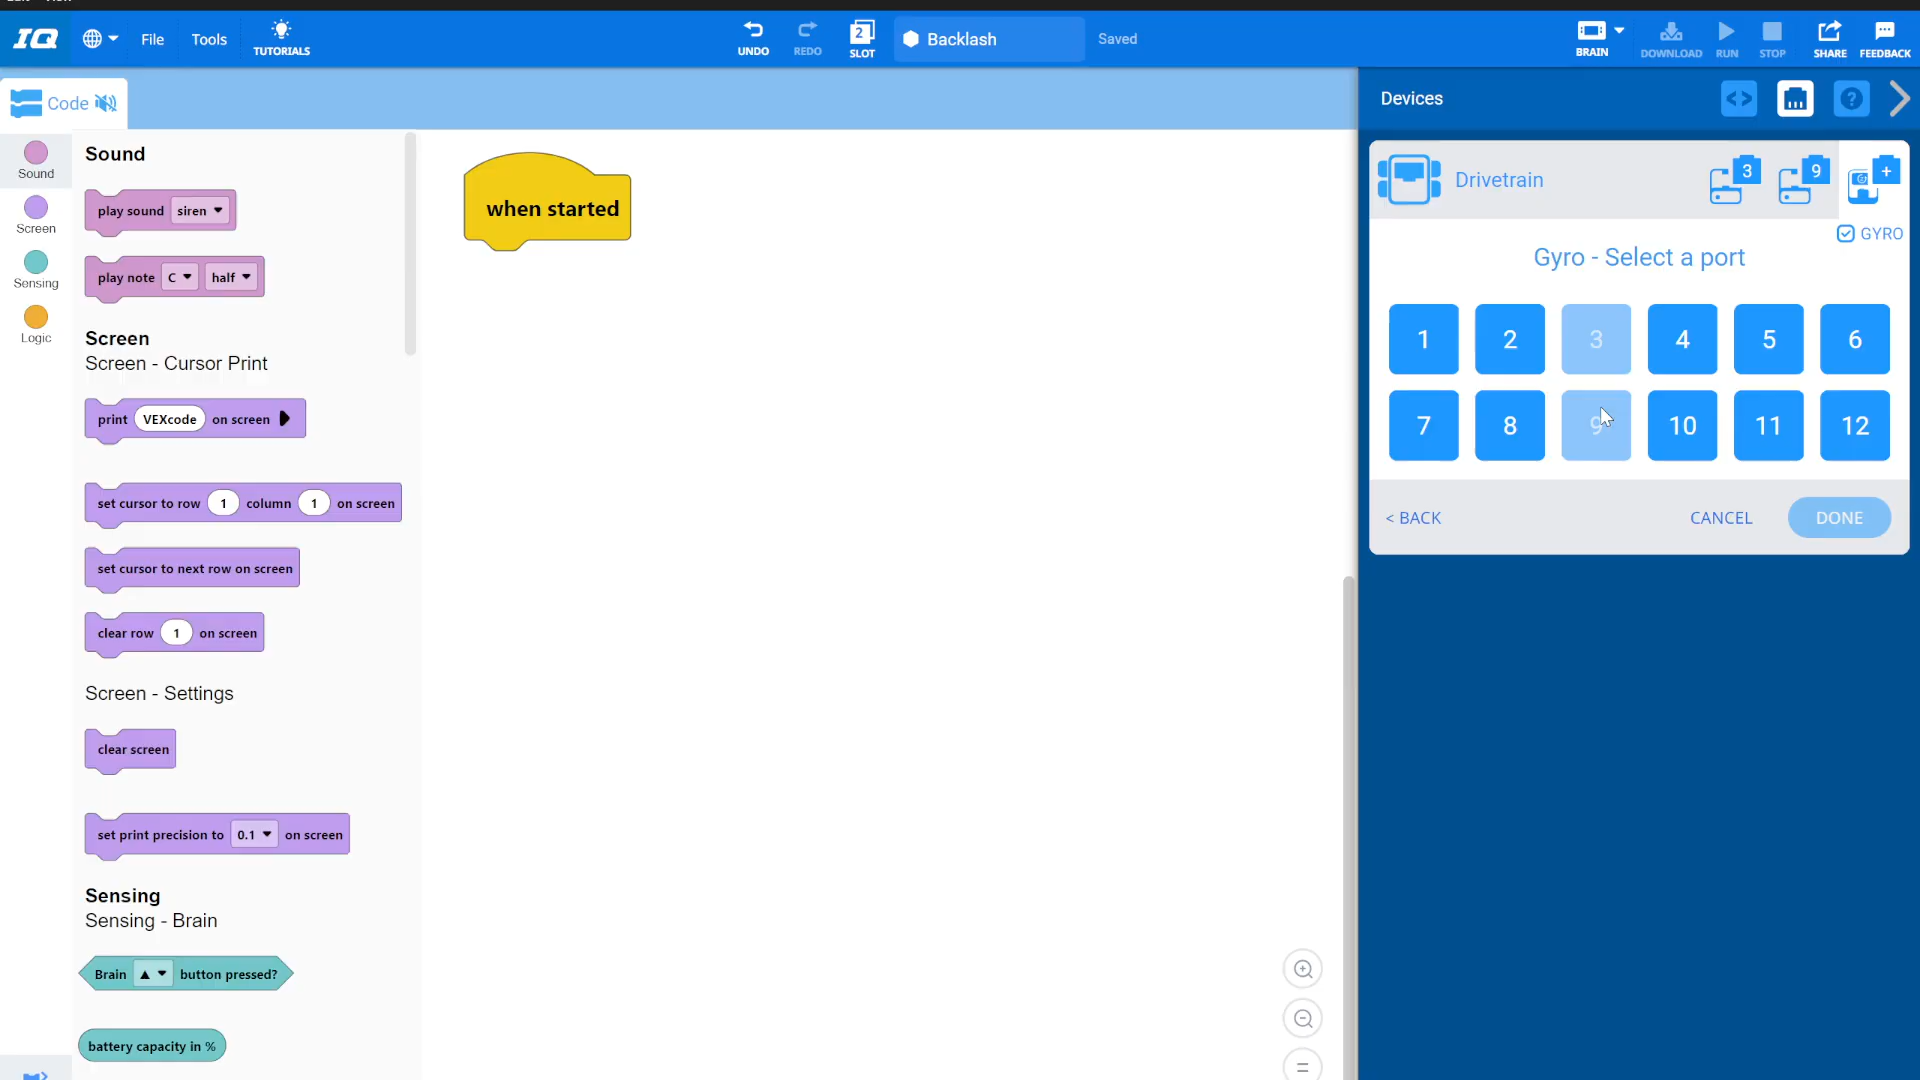 IQ File Tools TUTORIALS UNDO REDO 2 SLOT Backlash Saved BRAIN DOWNLOAD RUN STOP SHARE FEEDBACK
Code
Devices
Sound
Screen
Sensing
Logic
Sound
play sound siren
play note C half
Screen
Screen - Cursor Print
print VEXcode on screen
set cursor to row 1 column 1 on screen
set cursor to next row on screen
clear row 1 on screen
Screen - Settings
clear screen
set print precision to 0.1 on screen
Sensing
Sensing - Brain
Brain ▲ button pressed?
battery capacity in %
when started
Drivetrain 3 9 +
GYRO
Gyro - Select a port
1 2 3 4 5 6
7 8 9 10 11 12
< BACK CANCEL DONE